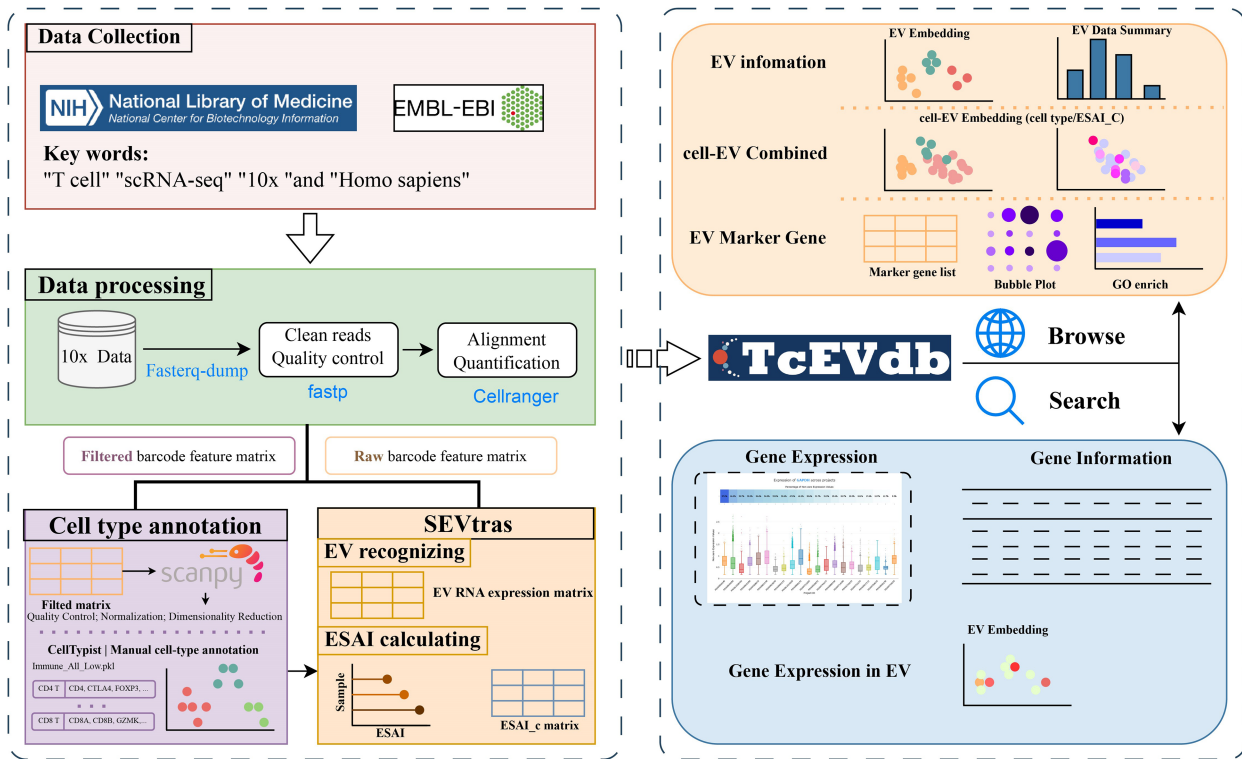 Data Collection
NIH National Library of Medicine
National Center for Biotechnology Information
EMBL-EBI
Key words:
"T cell" "scRNA-seq" "10x "and "Homo sapiens"
Data processing
10x Data
Fasterq-dump
Clean reads
Quality control
fastp
Alignment
Quantification
Cellranger
Filtered barcode feature matrix
Raw barcode feature matrix
Cell type annotation
scanpy
Filted matrix
Quality Control; Normalization; Dimensionality Reduction
CellTypist | Manual cell-type annotation
Immune_All_Low.pkl
CD4 T CD4, CTLA4, FOXP3, ...
CD8 T CD8A, CD8B, GZMK,...
SEVtras
EV recognizing
EV RNA expression matrix
ESAI calculating
Sample
ESAI
ESAI_c matrix
EV infomation
EV Embedding
EV Data Summary
cell-EV Combined
cell-EV Embedding (cell type/ESAI_C)
EV Marker Gene
Marker gene list
Bubble Plot
GO enrich
TcEVdb
Browse
Search
Gene Expression
Gene Information
Expression of GAPDH across projects
Gene Expression in EV
EV Embedding